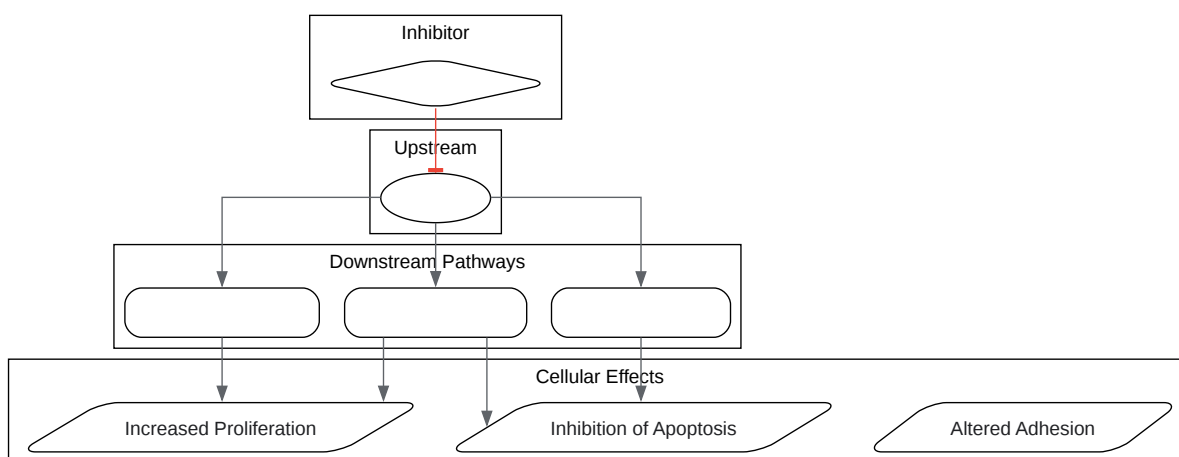 Inhibitor
Upstream
Downstream Pathways
Cellular Effects
Increased Proliferation
Inhibition of Apoptosis
Altered Adhesion